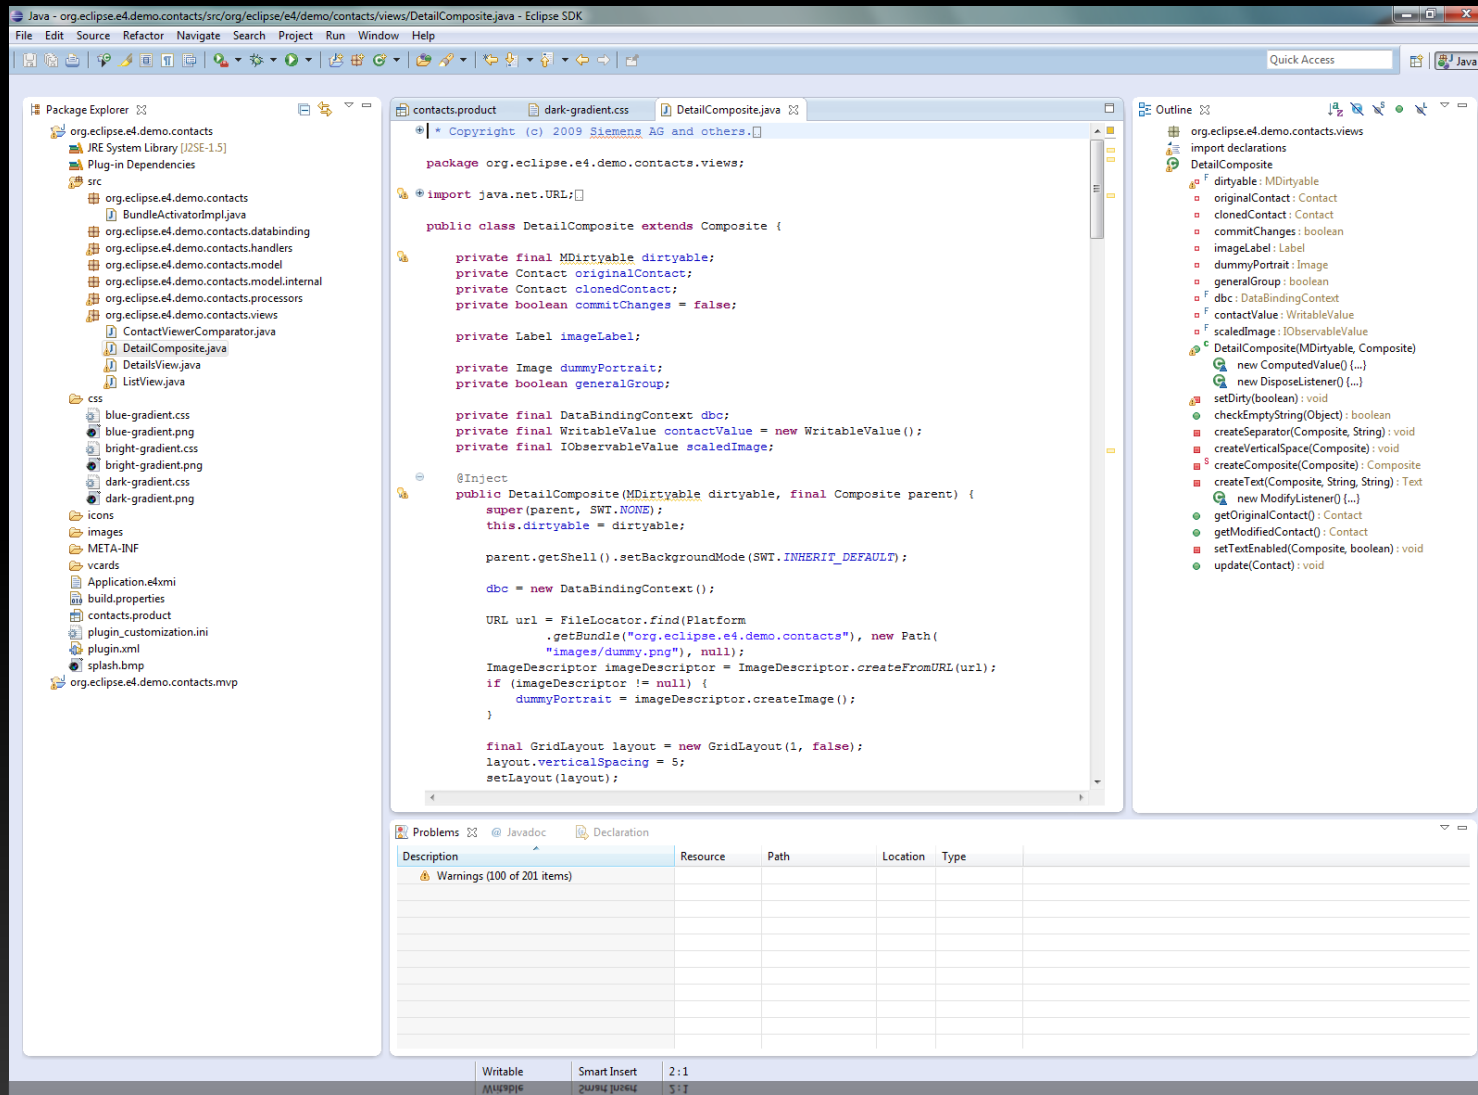 Java - org.eclipse.e4.demo.contacts/src/org/eclipse/e4/demo/contacts/views/DetailComposite.java - Eclipse SDK
File Edit Source Refactor Navigate Search Project Run Window Help
Quick Access
Java
Package Explorer
org.eclipse.e4.demo.contacts
JRE System Library [J2SE-1.5]
Plug-in Dependencies
src
org.eclipse.e4.demo.contacts
BundleActivatorImpl.java
org.eclipse.e4.demo.contacts.databinding
org.eclipse.e4.demo.contacts.handlers
org.eclipse.e4.demo.contacts.model
org.eclipse.e4.demo.contacts.model.internal
org.eclipse.e4.demo.contacts.processors
org.eclipse.e4.demo.contacts.views
ContactViewerComparator.java
DetailComposite.java
DetailsView.java
ListView.java
css
blue-gradient.css
blue-gradient.png
bright-gradient.css
bright-gradient.png
dark-gradient.css
dark-gradient.png
icons
images
META-INF
vcards
Application.e4xmi
build.properties
contacts.product
plugin_customization.ini
plugin.xml
splash.bmp
org.eclipse.e4.demo.contacts.mvp
contacts.product dark-gradient.css DetailComposite.java
* Copyright (c) 2009 Siemens AG and others.
package org.eclipse.e4.demo.contacts.views;
import java.net.URL;
public class DetailComposite extends Composite {
private final MDirtyable dirtyable;
private Contact originalContact;
private Contact clonedContact;
private boolean commitChanges = false;
private Label imageLabel;
private Image dummyPortrait;
private boolean generalGroup;
private final DataBindingContext dbc;
private final WritableValue contactValue = new WritableValue();
private final IObservableValue scaledImage;
@Inject
public DetailComposite(MDirtyable dirtyable, final Composite parent) {
super(parent, SWT.NONE);
this.dirtyable = dirtyable;
parent.getShell().setBackgroundMode(SWT.INHERIT_DEFAULT);
dbc = new DataBindingContext();
URL url = FileLocator.find(Platform
.getBundle("org.eclipse.e4.demo.contacts"), new Path(
"images/dummy.png"), null);
ImageDescriptor imageDescriptor = ImageDescriptor.createFromURL(url);
if (imageDescriptor != null) {
dummyPortrait = imageDescriptor.createImage();
}
final GridLayout layout = new GridLayout(1, false);
layout.verticalSpacing = 5;
setLayout(layout);
Outline
org.eclipse.e4.demo.contacts.views
import declarations
DetailComposite
dirtyable : MDirtyable
originalContact : Contact
clonedContact : Contact
commitChanges : boolean
imageLabel : Label
dummyPortrait : Image
generalGroup : boolean
dbc : DataBindingContext
contactValue : WritableValue
scaledImage : IObservableValue
DetailComposite(MDirtyable, Composite)
new ComputedValue() {...}
new DisposeListener() {...}
setDirty(boolean) : void
checkEmptyString(Object) : boolean
createSeparator(Composite, String) : void
createVerticalSpace(Composite) : void
createComposite(Composite) : Composite
createText(Composite, String, String) : Text
new ModifyListener() {...}
getOriginalContact() : Contact
getModifiedContact() : Contact
setTextEnabled(Composite, boolean) : void
update(Contact) : void
Problems @ Javadoc Declaration
Description Resource Path Location Type
Warnings (100 of 201 items)
Writable Smart Insert 2 : 1